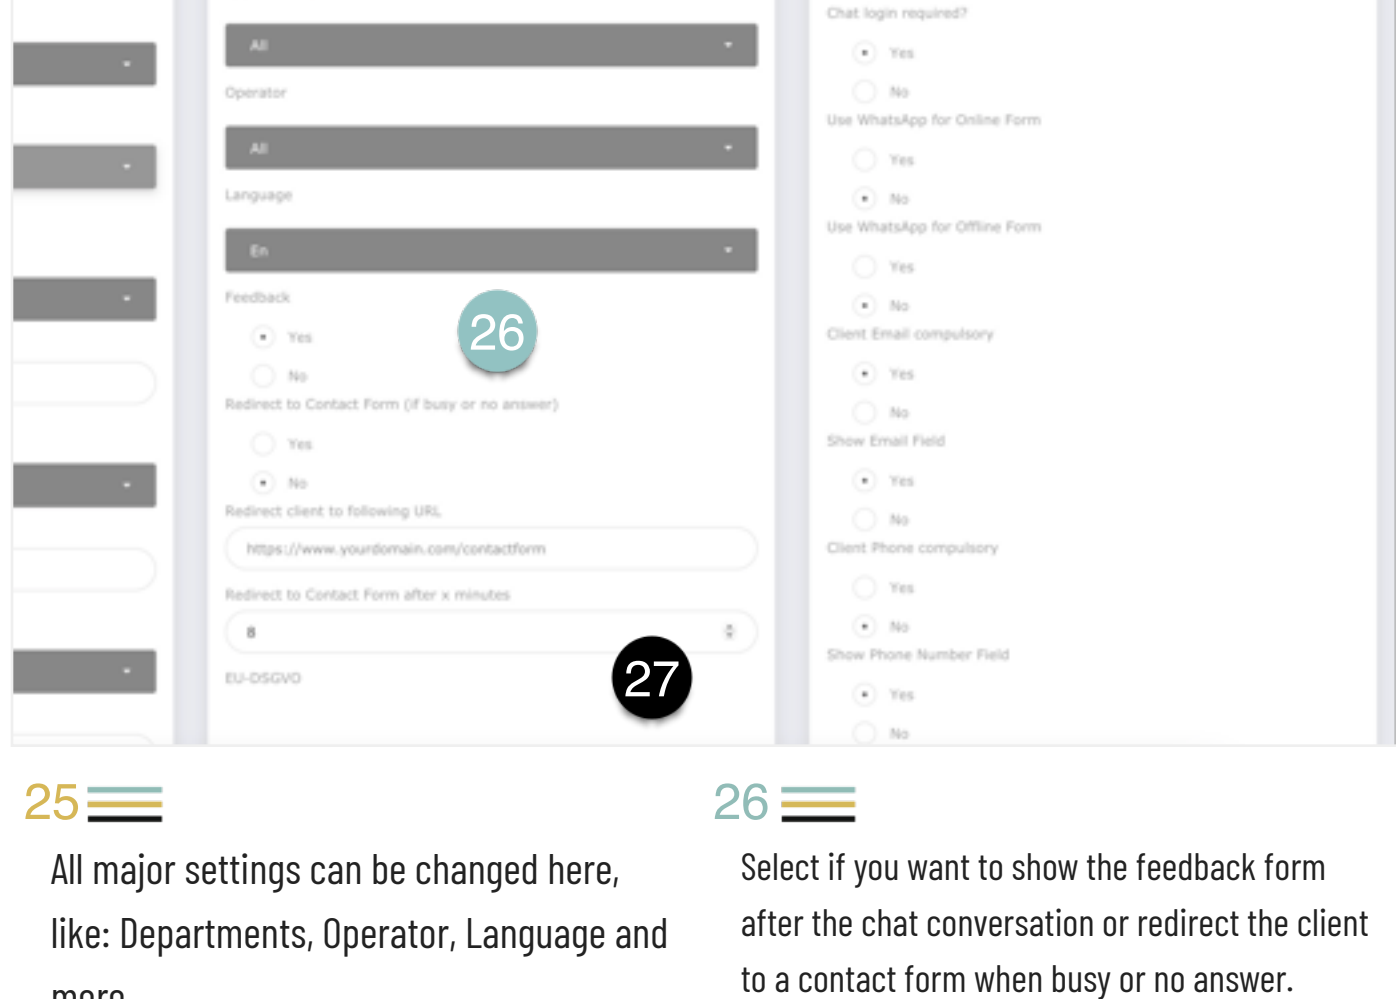 All
Operator
All
Language
En
Feedback
Yes
26
No
Redirect to Contact Form (if busy or no answer)
Yes
No
Redirect client to following URL
https://www.yourdomain.com/contactform
Redirect to Contact Form after x minutes
8
27
EU-DSGVO
Chat login required?
Yes
No
Use WhatsApp for Online Form
Yes
No
Use WhatsApp for Offline Form
Yes
No
Client Email compulsory
Yes
No
Show Email Field
Yes
No
Client Phone compulsory
Yes
No
Show Phone Number Field
Yes
No
25
All major settings can be changed here,
like: Departments, Operator, Language and
more
26
Select if you want to show the feedback form
after the chat conversation or redirect the client
to a contact form when busy or no answer.